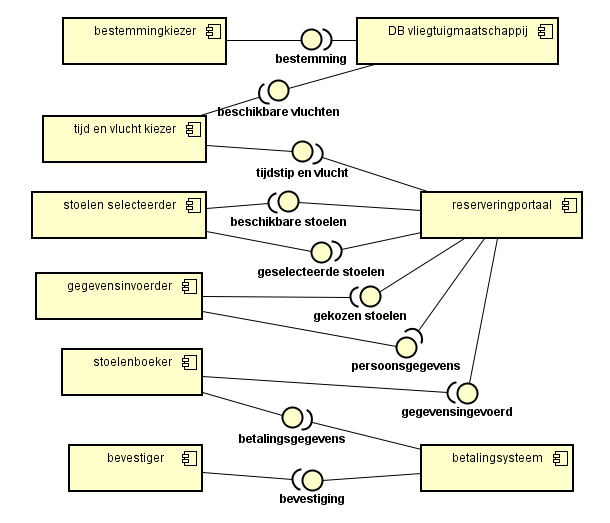 bestemmingkiezer
DB vliegtuigmaatschappij
bestemming
beschikbare vluchten
tijd en vlucht kiezer
tijdstip en vlucht
stoelen selecteerder
reserveringportaal
beschikbare stoelen
geselecteerde stoelen
gegevensinvoerder
gekozen stoelen
persoonsgegevens
stoelenboeker
gegevensingevoerd
betalingsgegevens
bevestiger
betalingsysteem
bevestiging